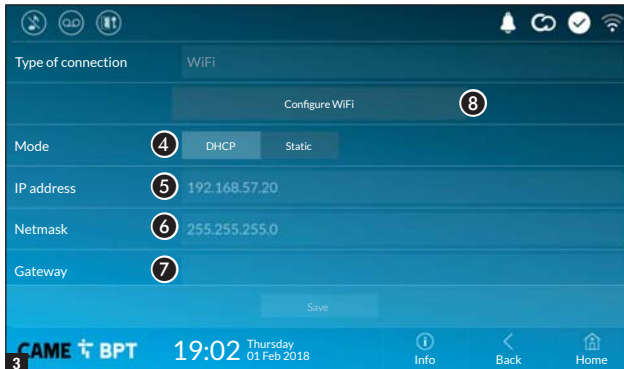 Type of connection WiFi
Configure WiFi 8
Mode 4 DHCP Static
IP address 5 192.168.57.20
Netmask 6 255.255.255.0
Gateway 7
Save
CAME BPT 19:02 Thursday
01 Feb 2018
Info Back Home
3